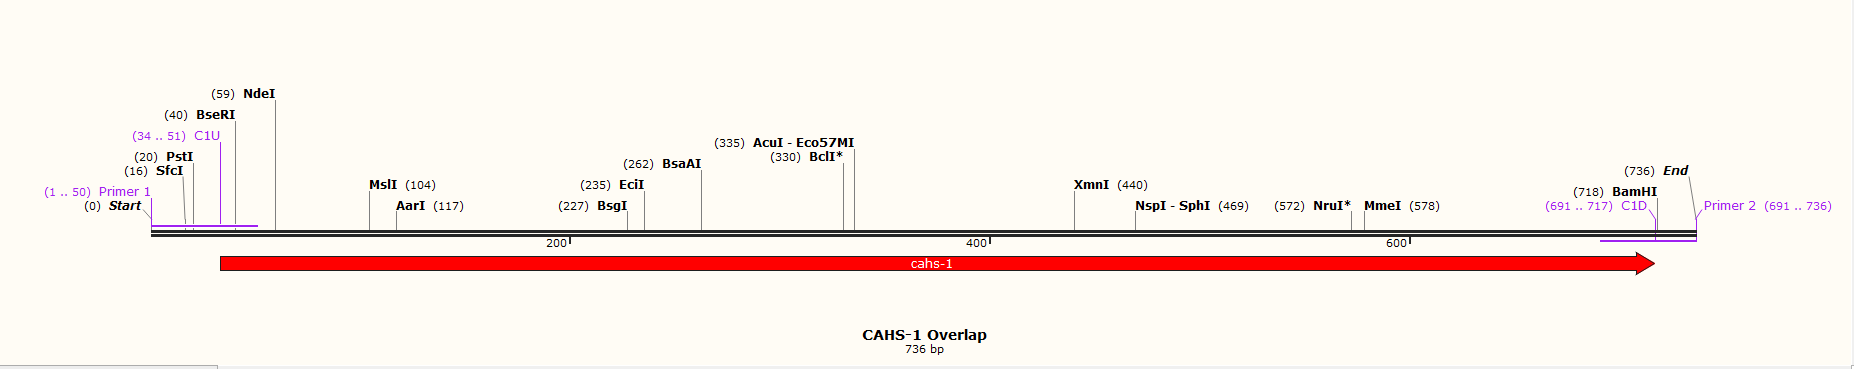 (59) NdeI
(40) BseRI
(34 .. 51) C1U
(335) AcuI - Eco57MI
(20) PstI
(330) BclI*
(262) BsaAI
(16) SfcI
(736) End
MslI (104)
(235) EciI
XmnI (440)
(1 .. 50) Primer 1
(718) BamHI
(0) Start
AarI (117)
(227) BsgI
NspI - SphI (469)
(572) NruI*
MmeI (578)
(691 .. 717) C1D
Primer 2 (691 .. 736)
200
400
600
cahs-1
CAHS-1 Overlap
736 bp